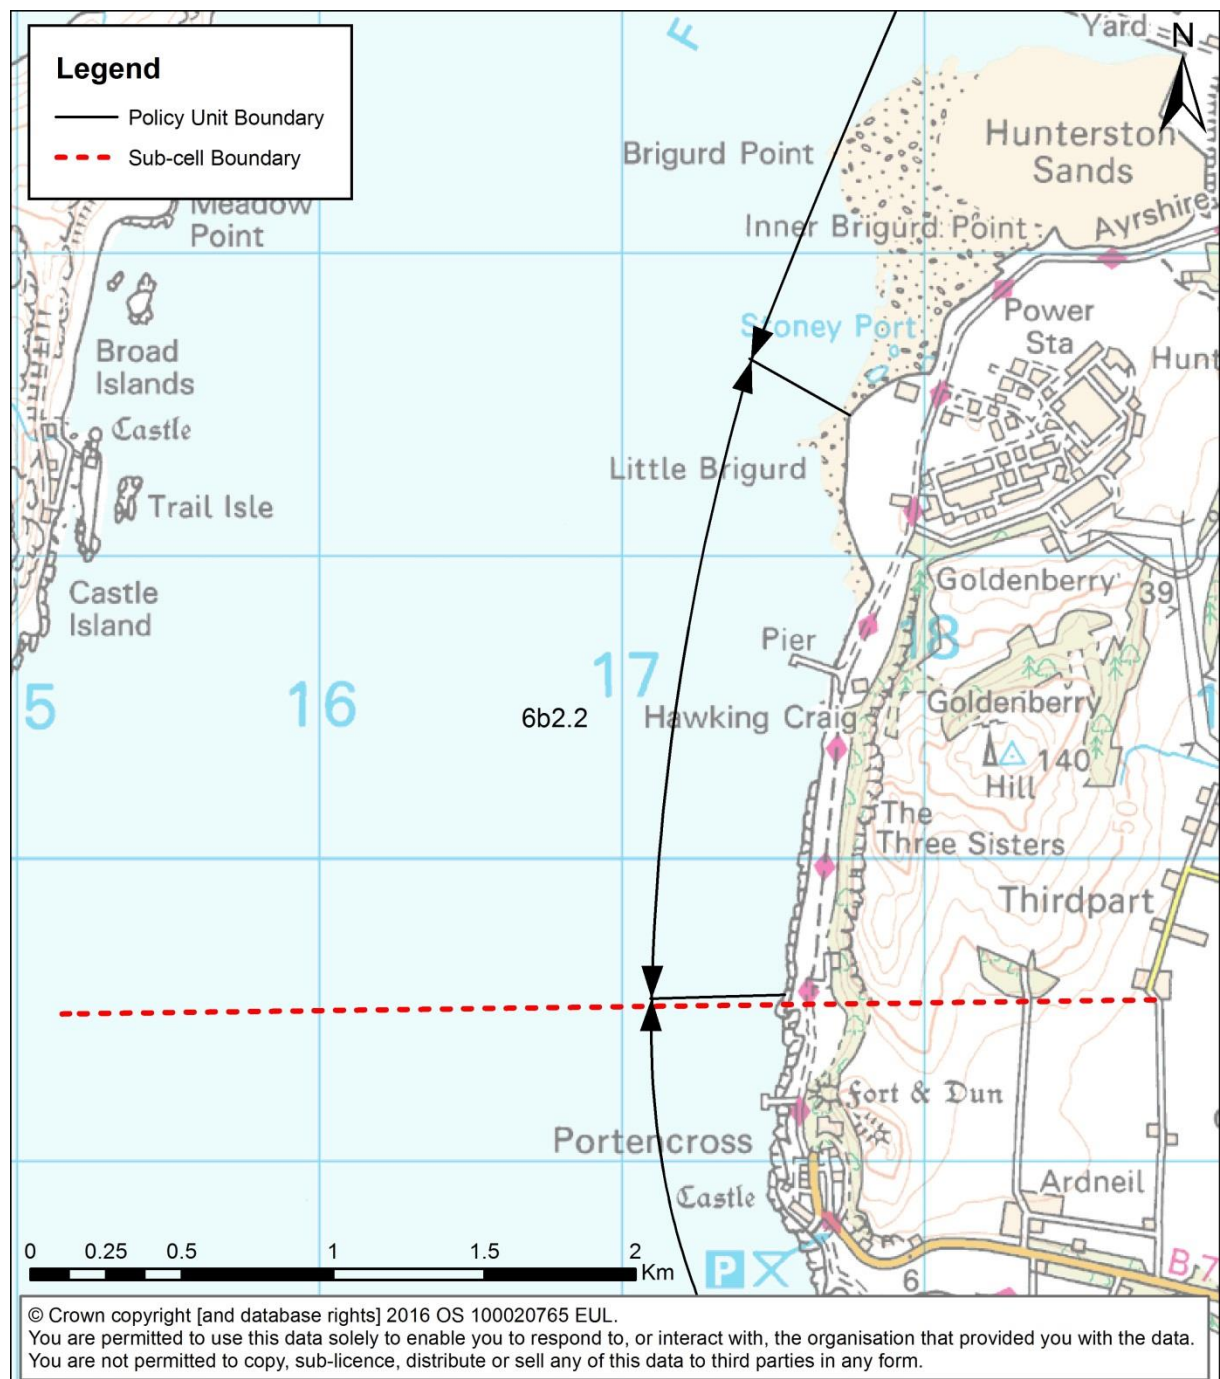 Legend
Policy Unit Boundary
Sub-cell Boundary
F
Yard
N
Hunterston
Sands
Brigurd Point
Meadow
Point
Inner Brigurd Point
Ayrshire
Stoney Port
Power
Sta
Hunt
Broad
Islands
Castle
Little Brigurd
Trail Isle
Castle
Island
Goldenberry
39
Pier
18
5
16
17
6b2.2
Hawking Craig
Goldenberry
1
140
Hill
50
The
Three Sisters
Thirdpart
Fort & Dun
Portencross
Castle
Ardneil
0 0.25 0.5 1 1.5 2
Km
P
6
B 7
© Crown copyright [and database rights] 2016 OS 100020765 EUL.
You are permitted to use this data solely to enable you to respond to, or interact with, the organisation that provided you with the data.
You are not permitted to copy, sub-licence, distribute or sell any of this data to third parties in any form.